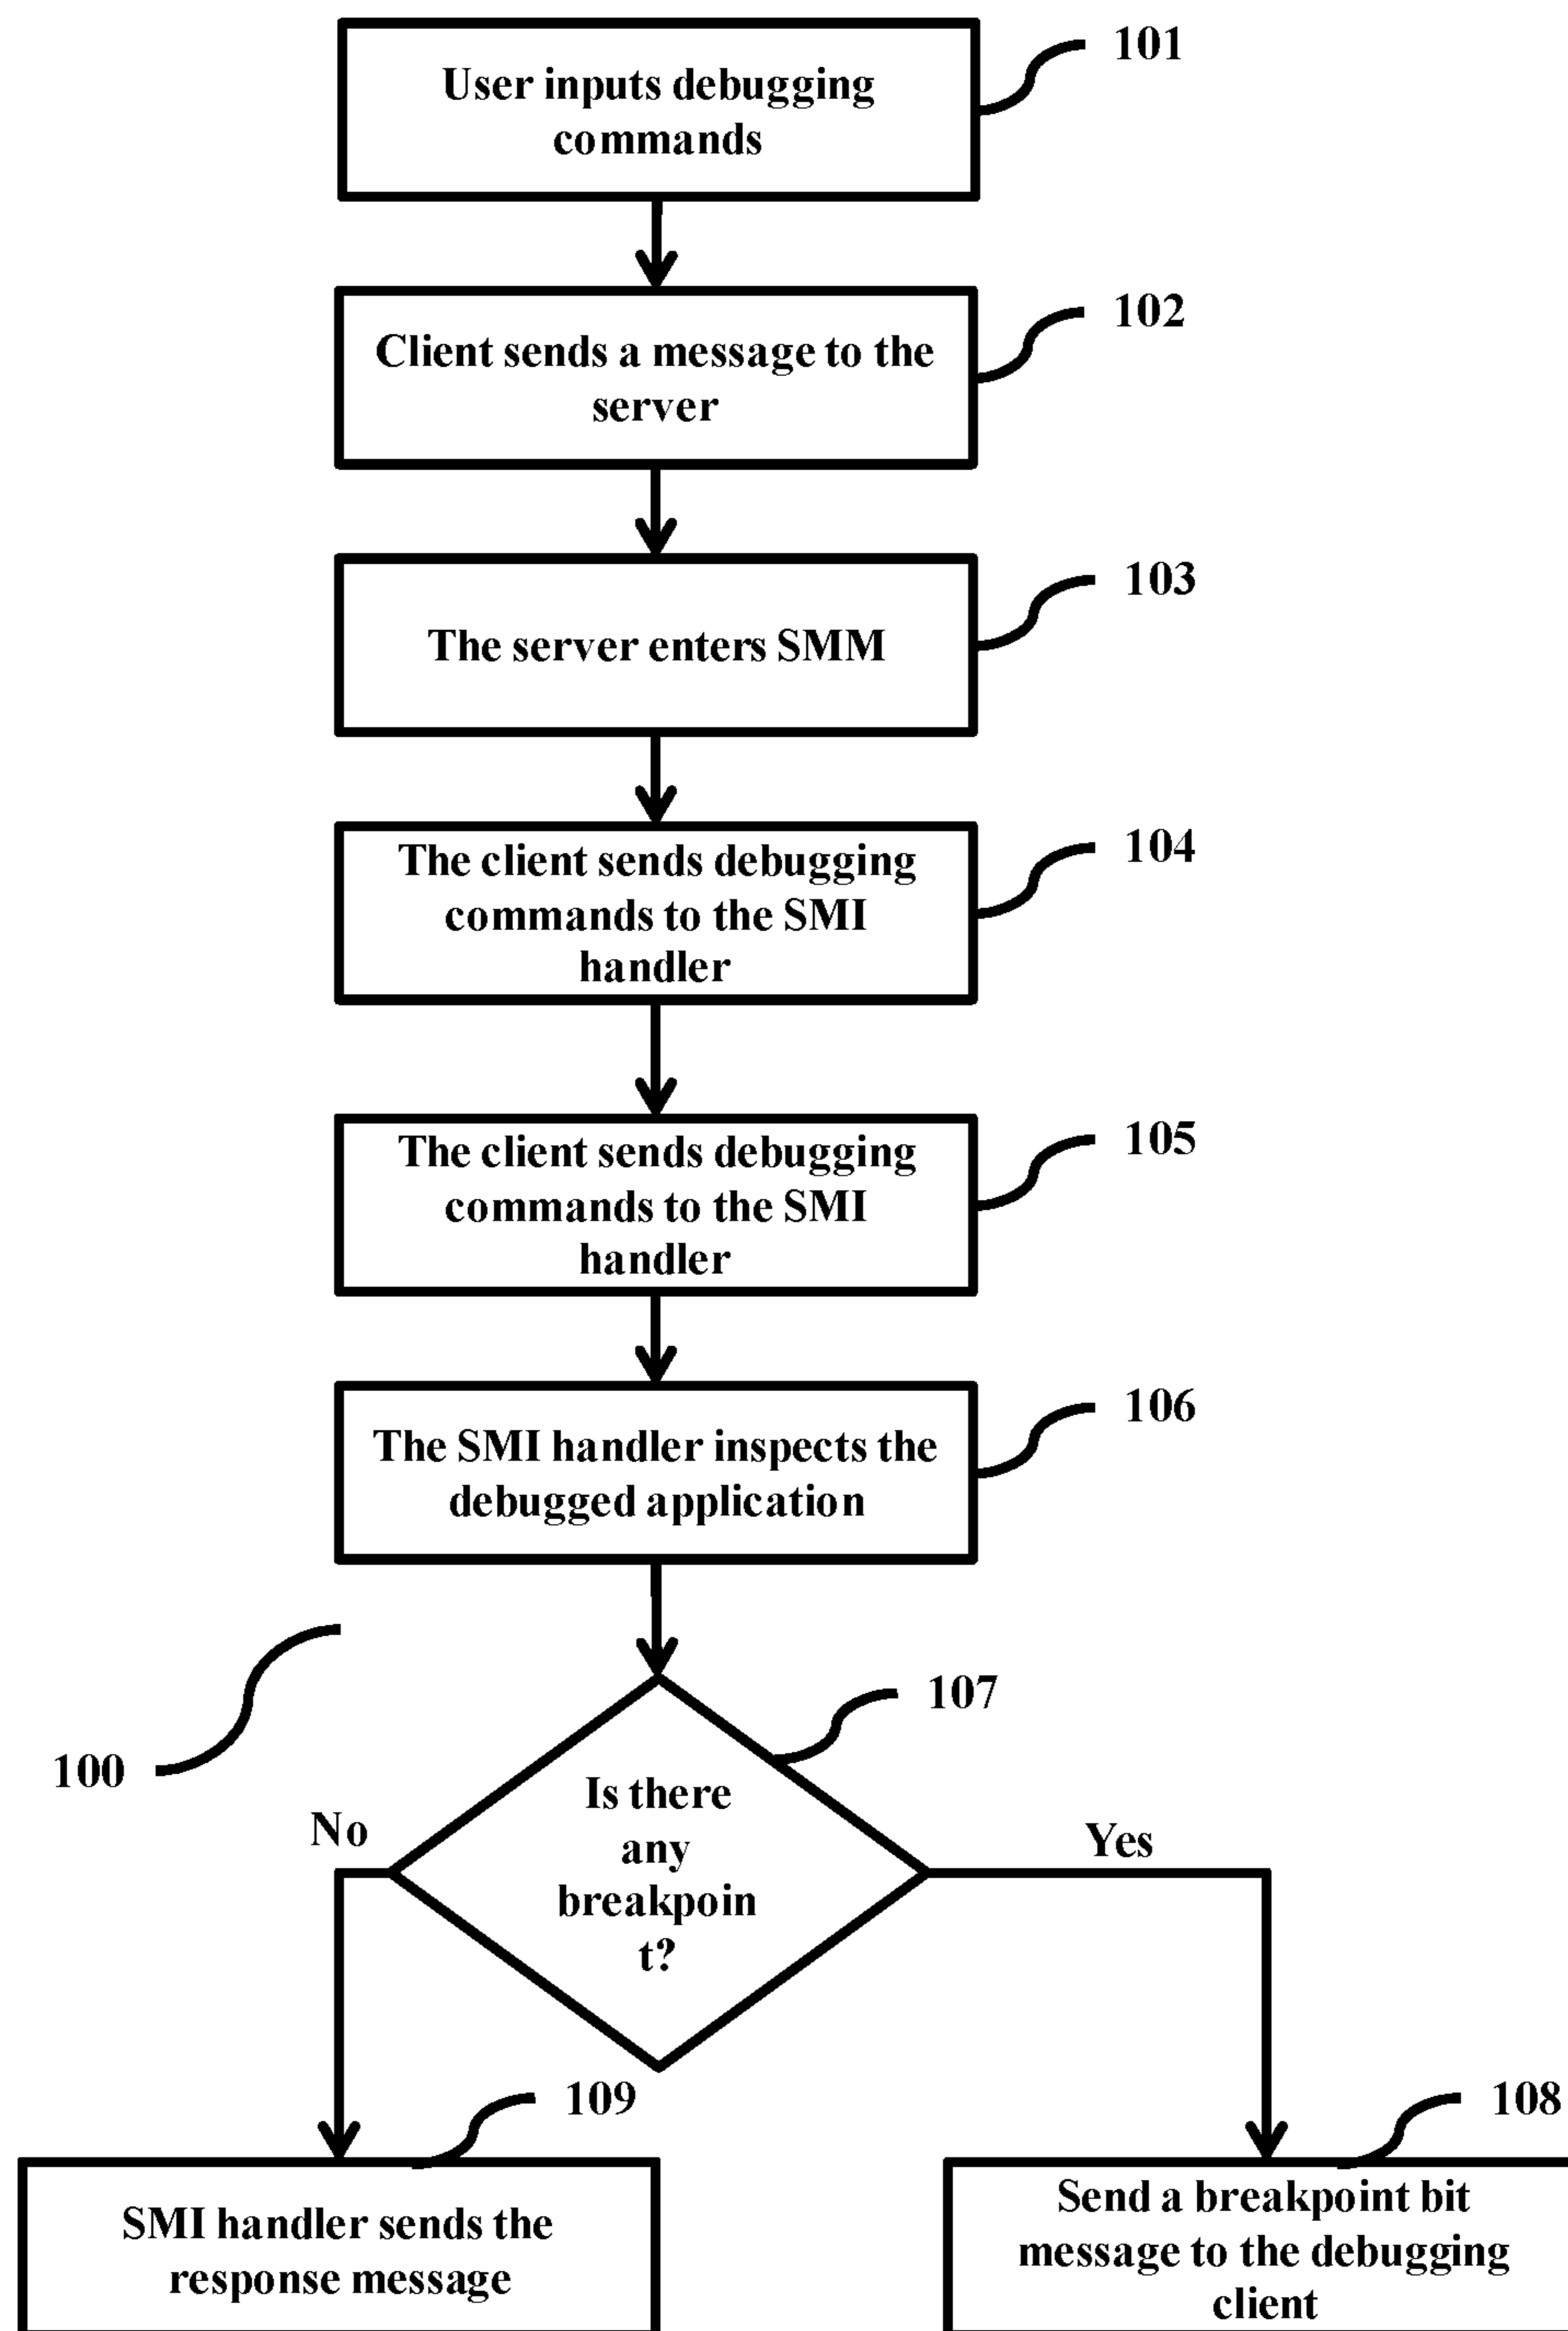 User inputs debugging
commands
101
Client sends a message to the
server
102
The server enters SMM
103
The client sends debugging
commands to the SMI
handler
104
The client sends debugging
commands to the SMI
handler
105
The SMI handler inspects the
debugged application
106
100
107
Is there
any
breakpoin
t?
No
Yes
109
SMI handler sends the
response message
108
Send a breakpoint bit
message to the debugging
client